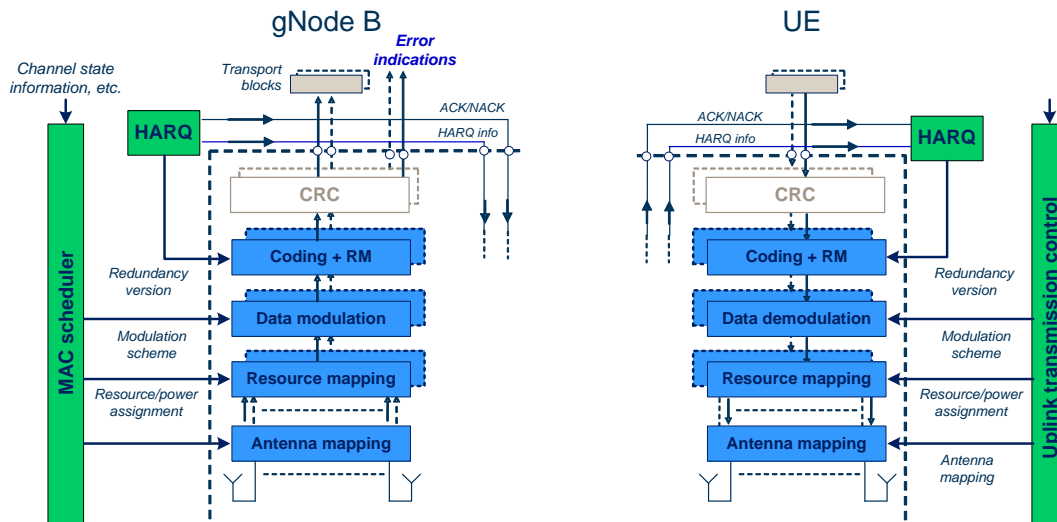 gNode B
UE
Error
indications
Channel state
information, etc.
Transport
blocks
ACK/NACK
HARQ
HARQ info
ACK/NACK
HARQ info
HARQ
CRC
CRC
Coding + RM
Coding + RM
Redundancy
version
Redundancy
version
Data modulation
Data demodulation
Modulation
scheme
Modulation
scheme
Resource mapping
Resource mapping
Resource/power
assignment
Resource/power
assignment
Antenna mapping
Antenna mapping
Antenna
mapping
MAC scheduler
Uplink transmission control